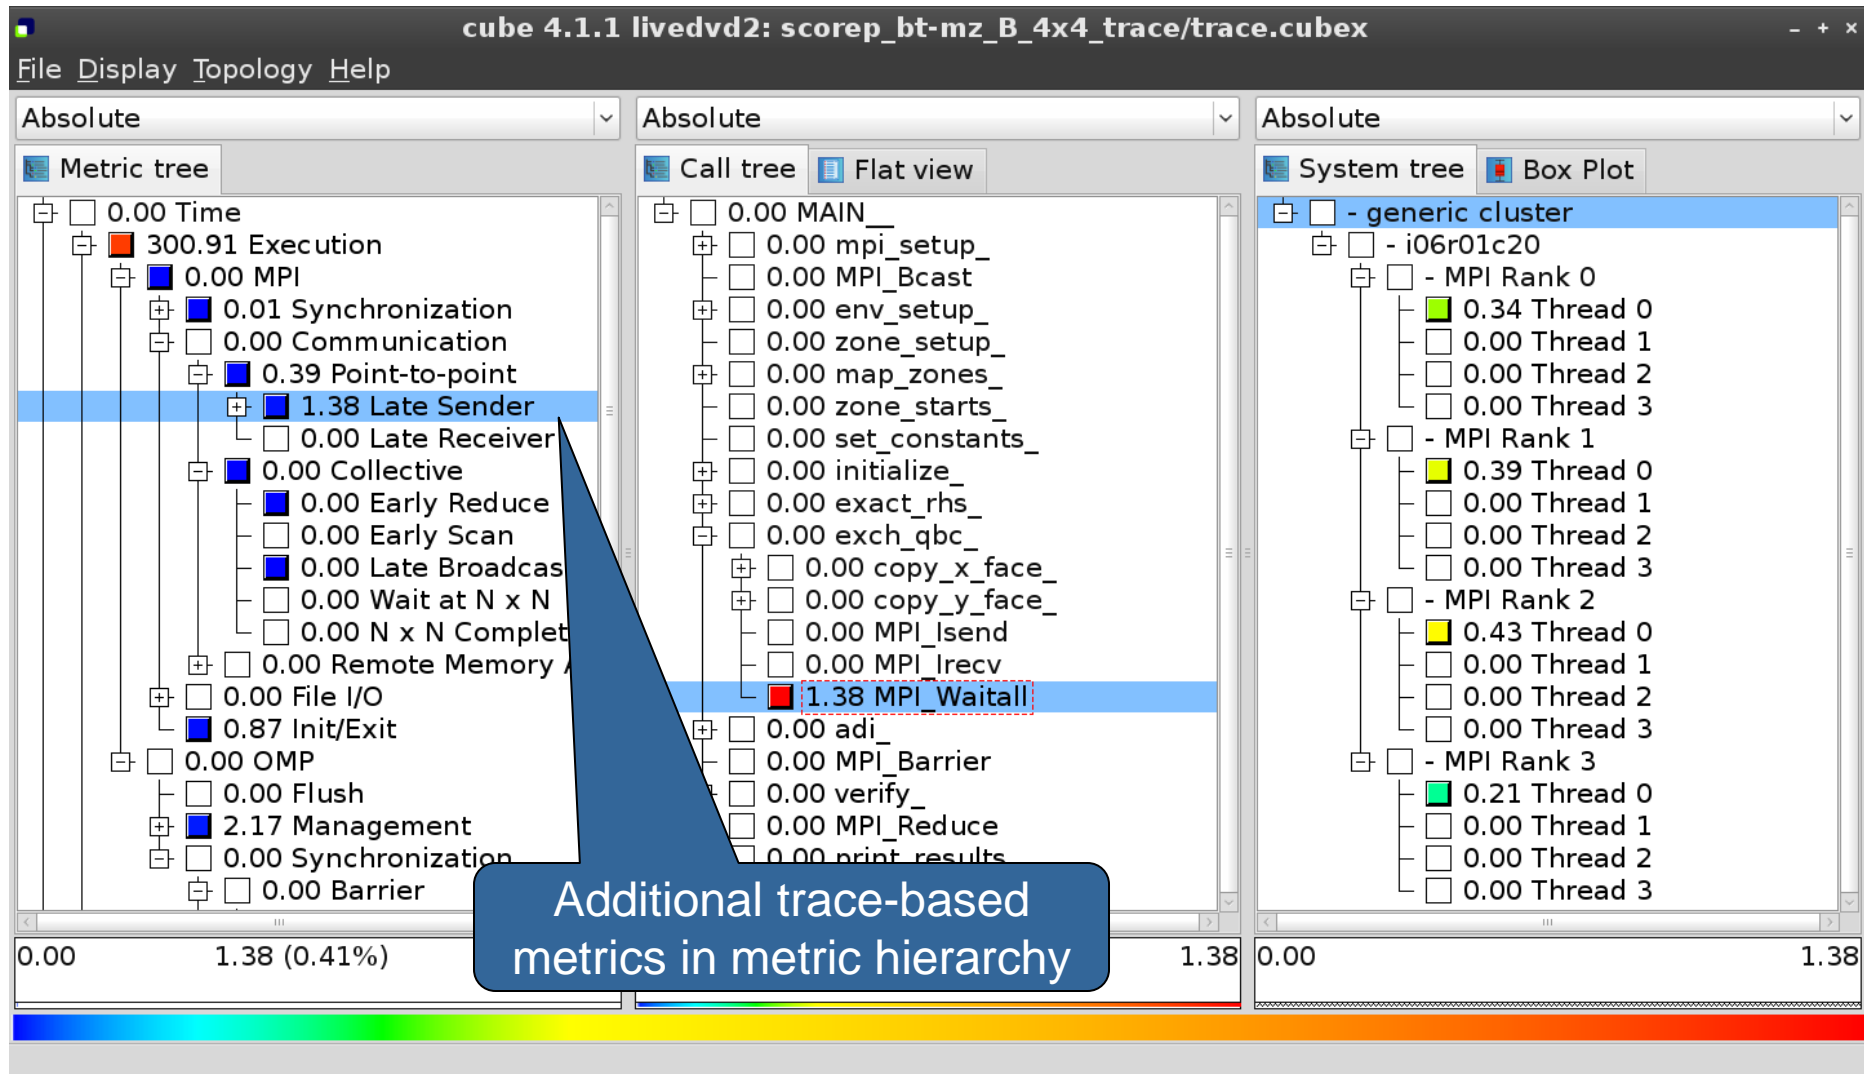 cube 4.1.1 livedvd2: scorep_bt-mz_B_4x4_trace/trace.cubex
File Display Topology Help
Absolute
Metric tree
0.00 Time
300.91 Execution
0.00 MPI
0.01 Synchronization
0.00 Communication
0.39 Point-to-point
1.38 Late Sender
0.00 Late Receiver
0.00 Collective
0.00 Early Reduce
0.00 Early Scan
0.00 Late Broadcas
0.00 Wait at N x N
0.00 N x N Complet
0.00 Remote Memory
0.00 File I/O
0.87 Init/Exit
0.00 OMP
0.00 Flush
2.17 Management
0.00 Synchronization
0.00 Barrier
0.00 1.38 (0.41%)
Absolute
Call tree Flat view
0.00 MAIN__
0.00 mpi_setup_
0.00 MPI_Bcast
0.00 env_setup_
0.00 zone_setup_
0.00 map_zones_
0.00 zone_starts_
0.00 set_constants_
0.00 initialize_
0.00 exact_rhs_
0.00 exch_qbc_
0.00 copy_x_face_
0.00 copy_y_face_
0.00 MPI_Isend
0.00 MPI_Irecv
1.38 MPI_Waitall
0.00 adi_
0.00 MPI_Barrier
0.00 verify_
0.00 MPI_Reduce
0.00 print_results_
1.38
Absolute
System tree Box Plot
- generic cluster
- i06r01c20
- MPI Rank 0
0.34 Thread 0
0.00 Thread 1
0.00 Thread 2
0.00 Thread 3
- MPI Rank 1
0.39 Thread 0
0.00 Thread 1
0.00 Thread 2
0.00 Thread 3
- MPI Rank 2
0.43 Thread 0
0.00 Thread 1
0.00 Thread 2
0.00 Thread 3
- MPI Rank 3
0.21 Thread 0
0.00 Thread 1
0.00 Thread 2
0.00 Thread 3
0.00 1.38
Additional trace-based
metrics in metric hierarchy